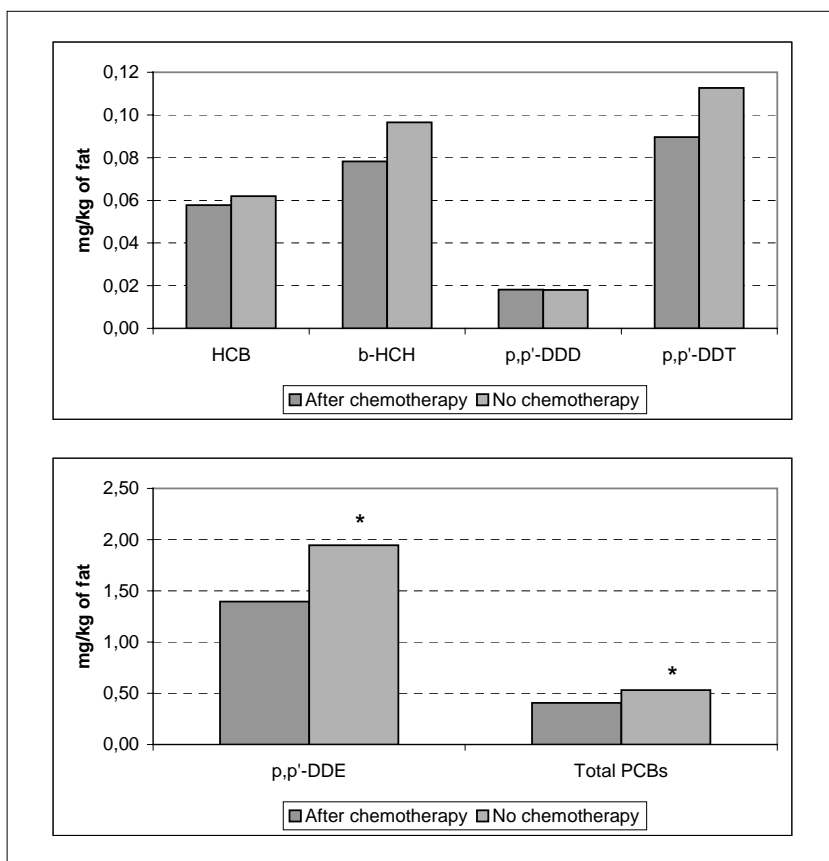 0,12
0,10
0,08
0,06
0,04
0,02
0,00
mg/kg of fat
HCB b-HCH p,p'-DDD p,p'-DDT
After chemotherapy No chemotherapy
2,50
2,00
1,50
1,00
0,50
0,00
mg/kg of fat
*
*
p,p'-DDE Total PCBs
After chemotherapy No chemotherapy